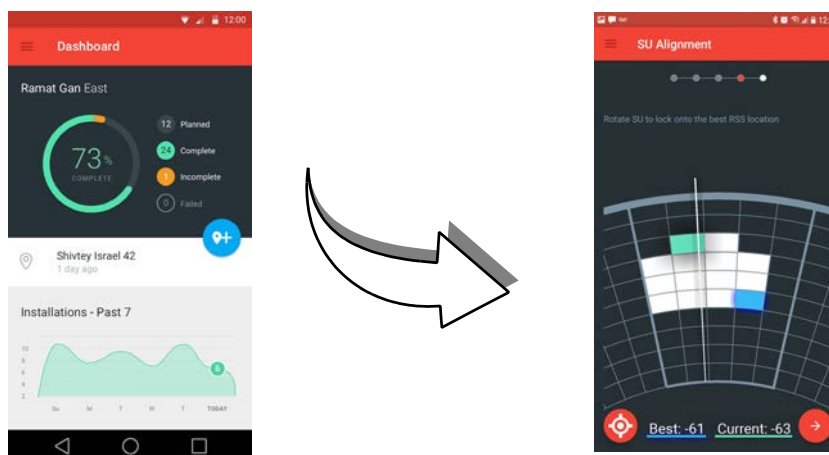 12:00
Dashboard
Ramat Gan East
73%
COMPLETE
12 Planned
24 Complete
1 Incomplete
0 Failed
Shivtey Israel 42
1 day ago
Installations - Past 7
10
8
6
4
2
6
Su M T W T TODAY
12:
SU Alignment
Rotate SU to lock onto the best RSS location
Best: -61 Current: -63